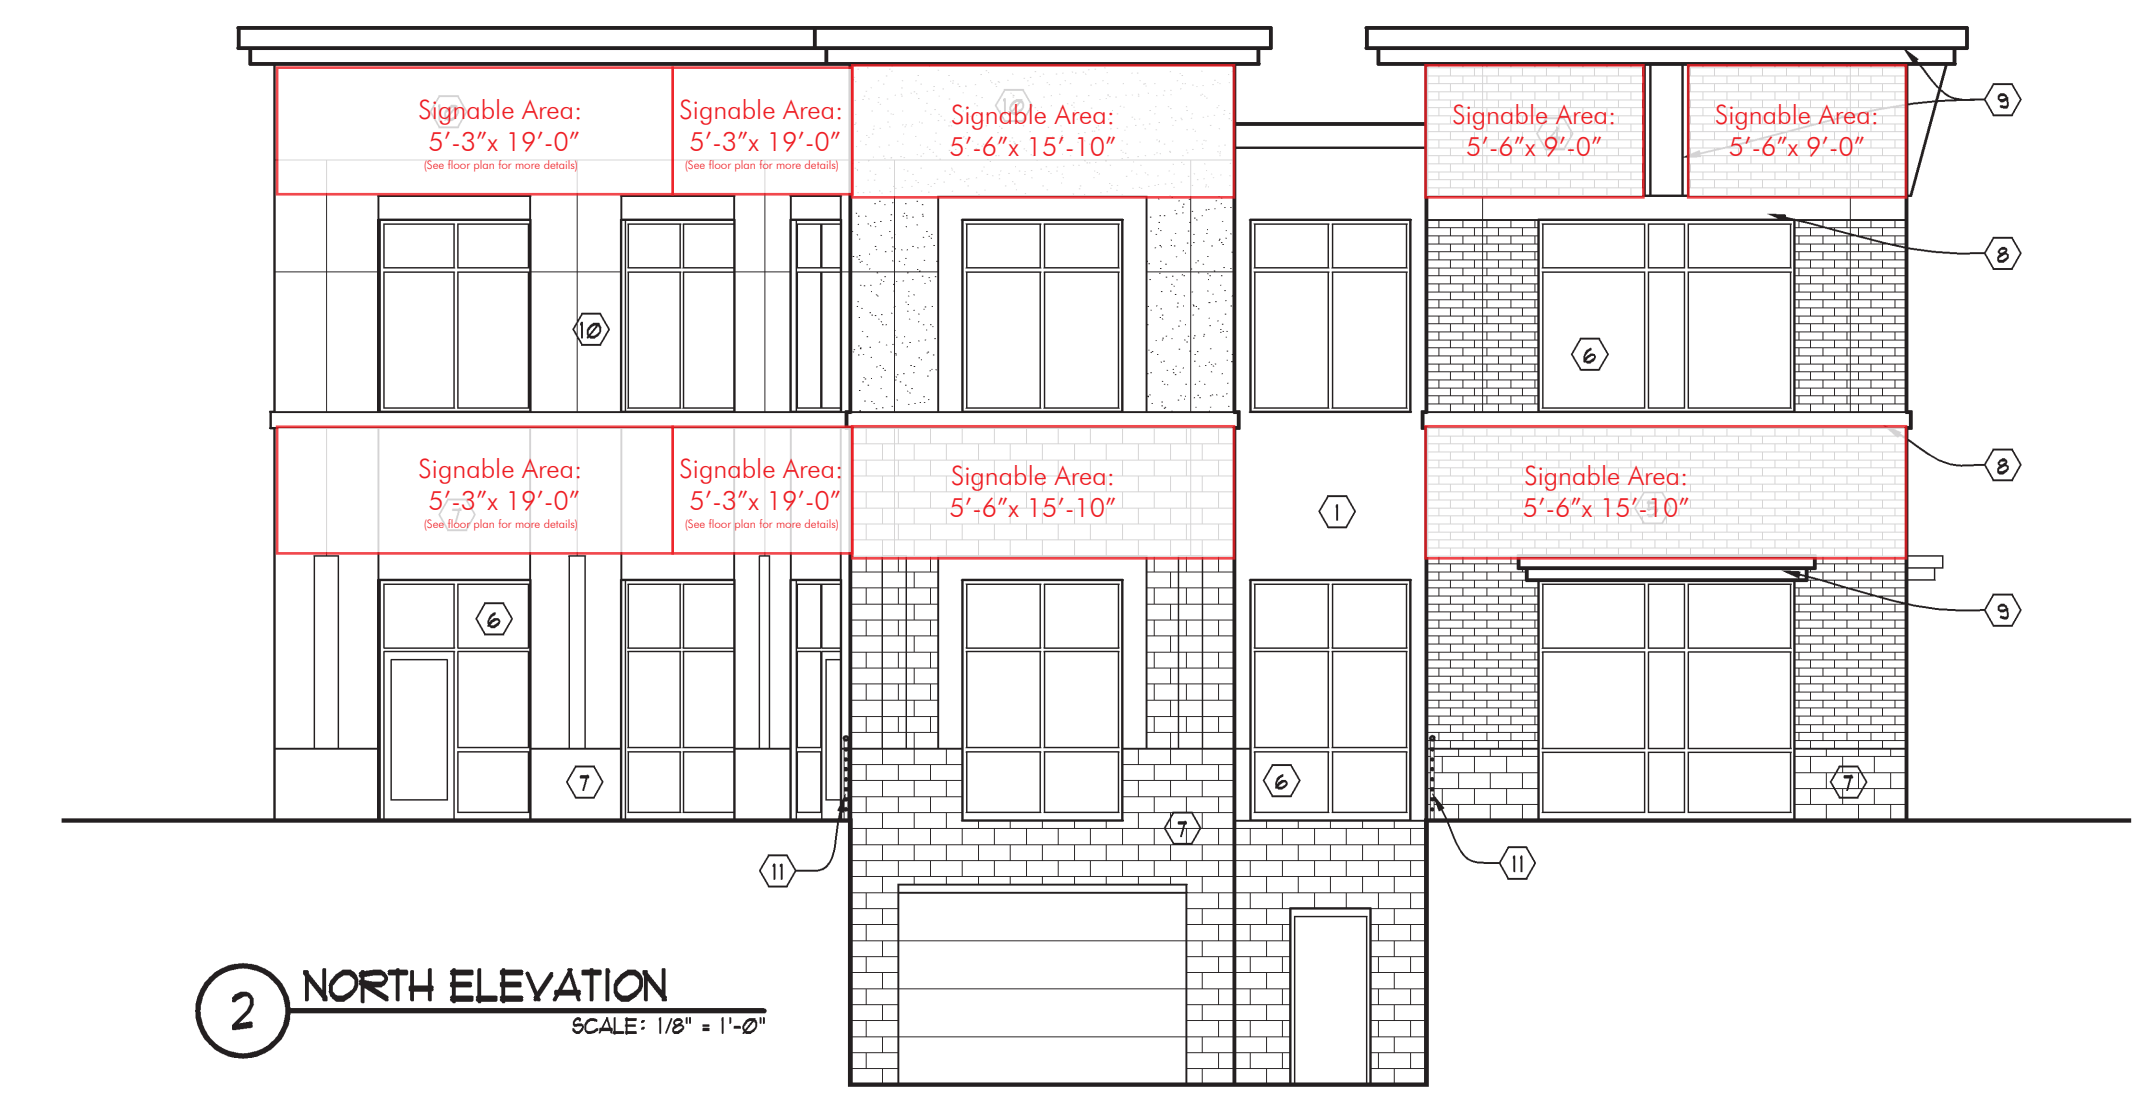 Signable Area:
5'-3"x 19'-0"
(See floor plan for more details)
Signable Area:
5'-3"x 19'-0"
(See floor plan for more details)
10
Signable Area:
5'-6"x 15'-10"
Signable Area:
5'-6"x 9'-0"
Signable Area:
5'-6"x 9'-0"
9
8
10
6
Signable Area:
5'-3"x 19'-0"
(See floor plan for more details)
7
Signable Area:
5'-3"x 19'-0"
(See floor plan for more details)
Signable Area:
5'-6"x 15'-10"
1
Signable Area:
5'-6"x 15'-10"
8
6
9
7
6
7
7
11
11
2
NORTH ELEVATION
SCALE: 1/8" = 1'-0"